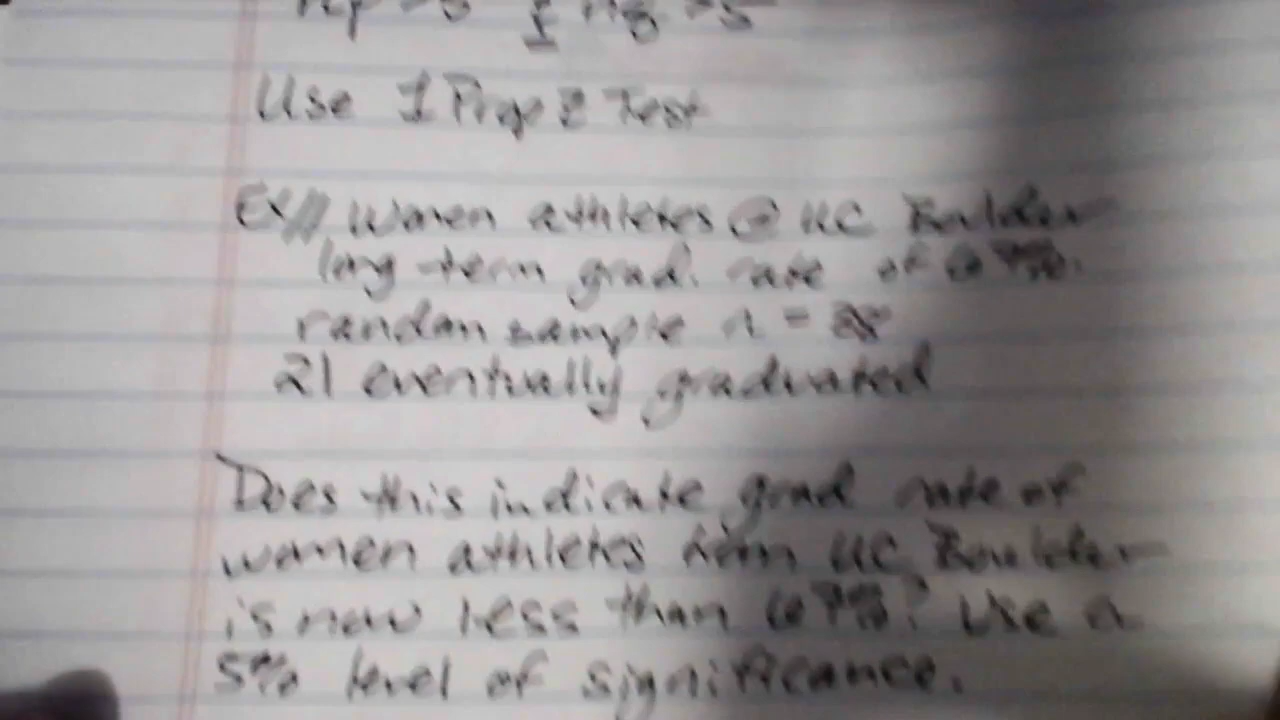 Use 1 Prop Z Test
Ex// Women athletes @ UC Boulder
long-term grad. rate of 67%.
random sample n = 38
21 eventually graduated
Does this indicate grad rate of
women athletes from UC Boulder
is now less than 67%? Use a
5% level of significance.